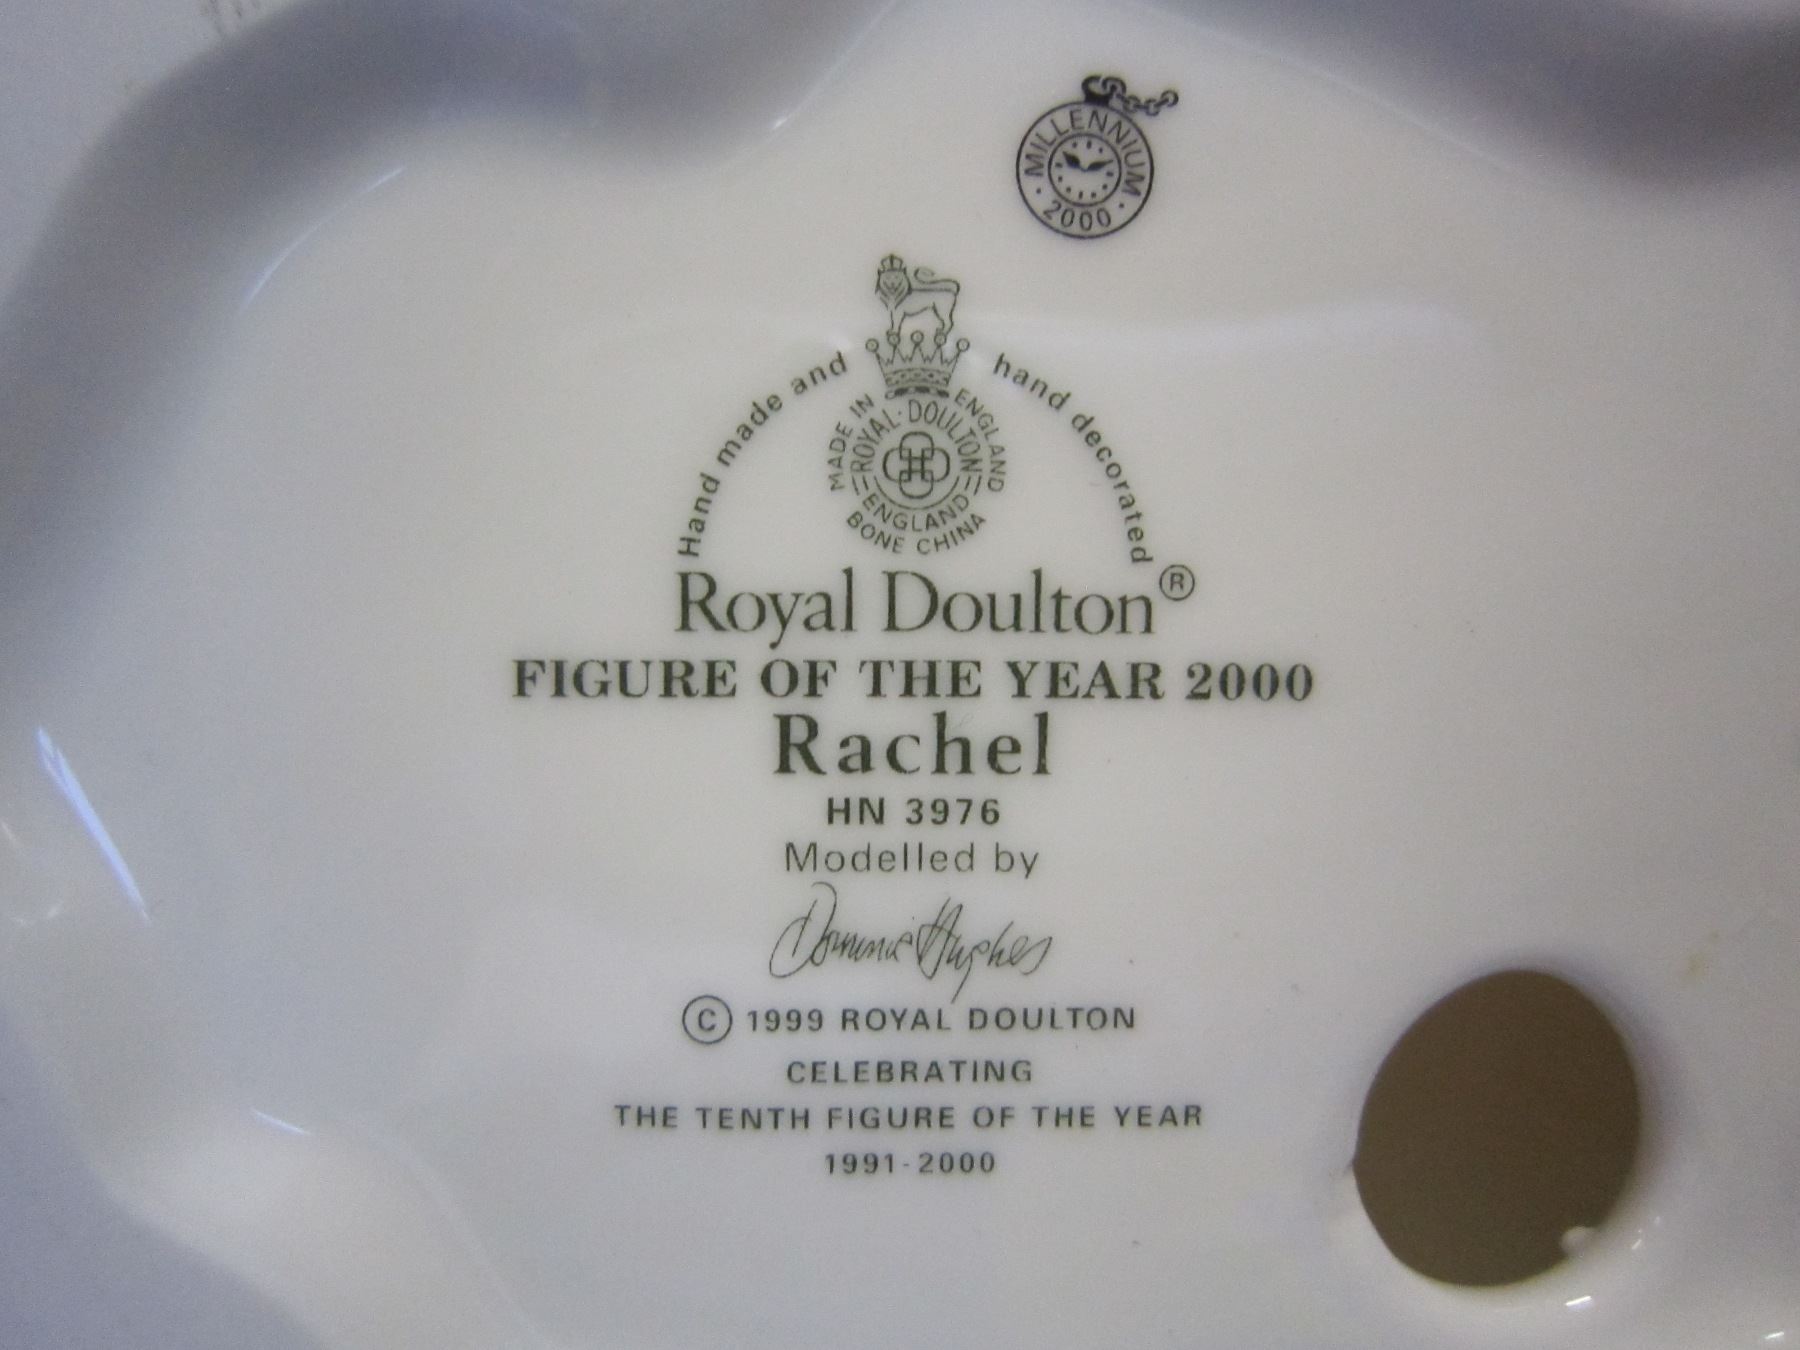 MILLENNIUM
· 2000 ·
Hand made and hand decorated
MADE IN ENGLAND
ROYAL · DOULTON
ENGLAND
BONE CHINA
Royal Doulton®
FIGURE OF THE YEAR 2000
Rachel
HN 3976
Modelled by
© 1999 ROYAL DOULTON
CELEBRATING
THE TENTH FIGURE OF THE YEAR
1991-2000